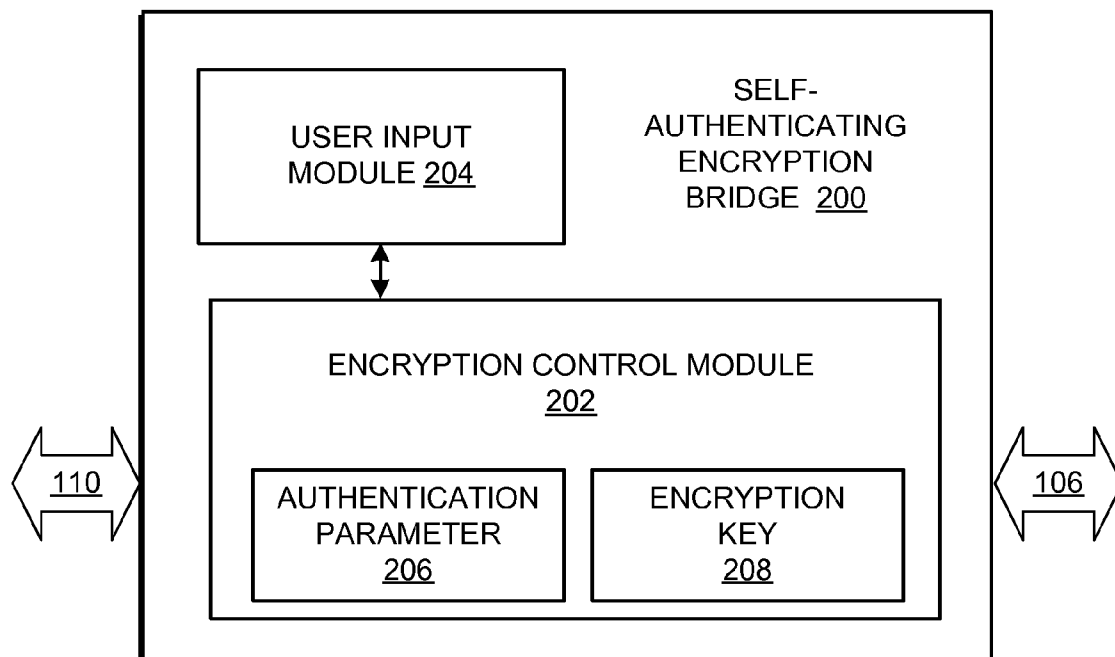 USER INPUT
MODULE 204
SELF-
AUTHENTICATING
ENCRYPTION
BRIDGE 200
ENCRYPTION CONTROL MODULE
202
110
AUTHENTICATION
PARAMETER
206
ENCRYPTION
KEY
208
106